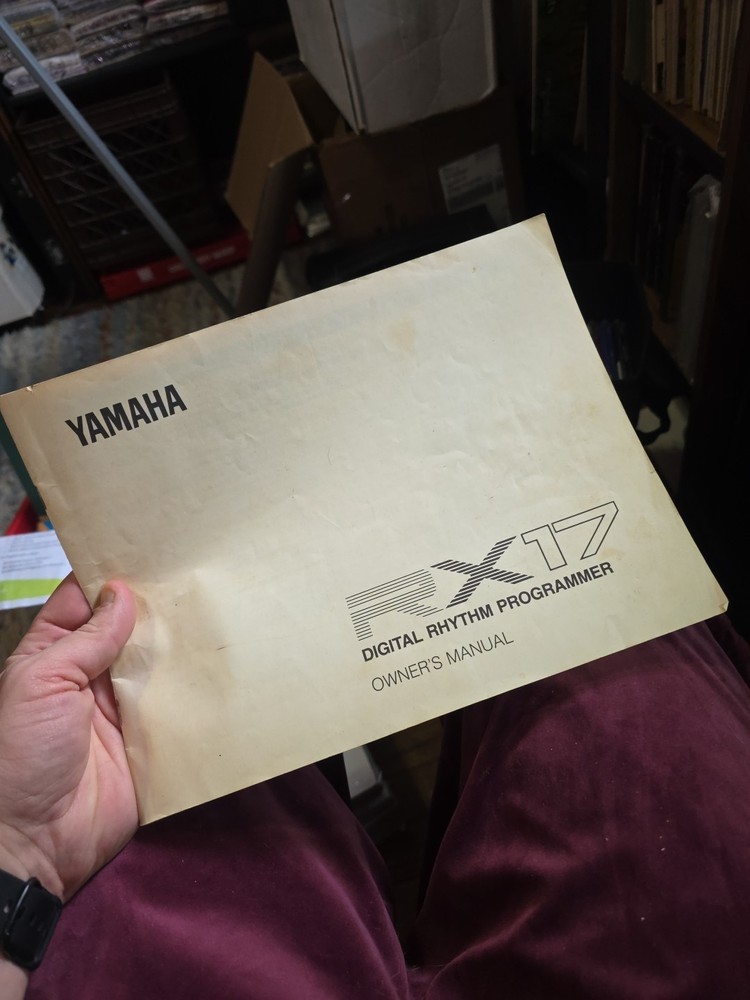 YAMAHA
RX17
DIGITAL RHYTHM PROGRAMMER
OWNER'S MANUAL